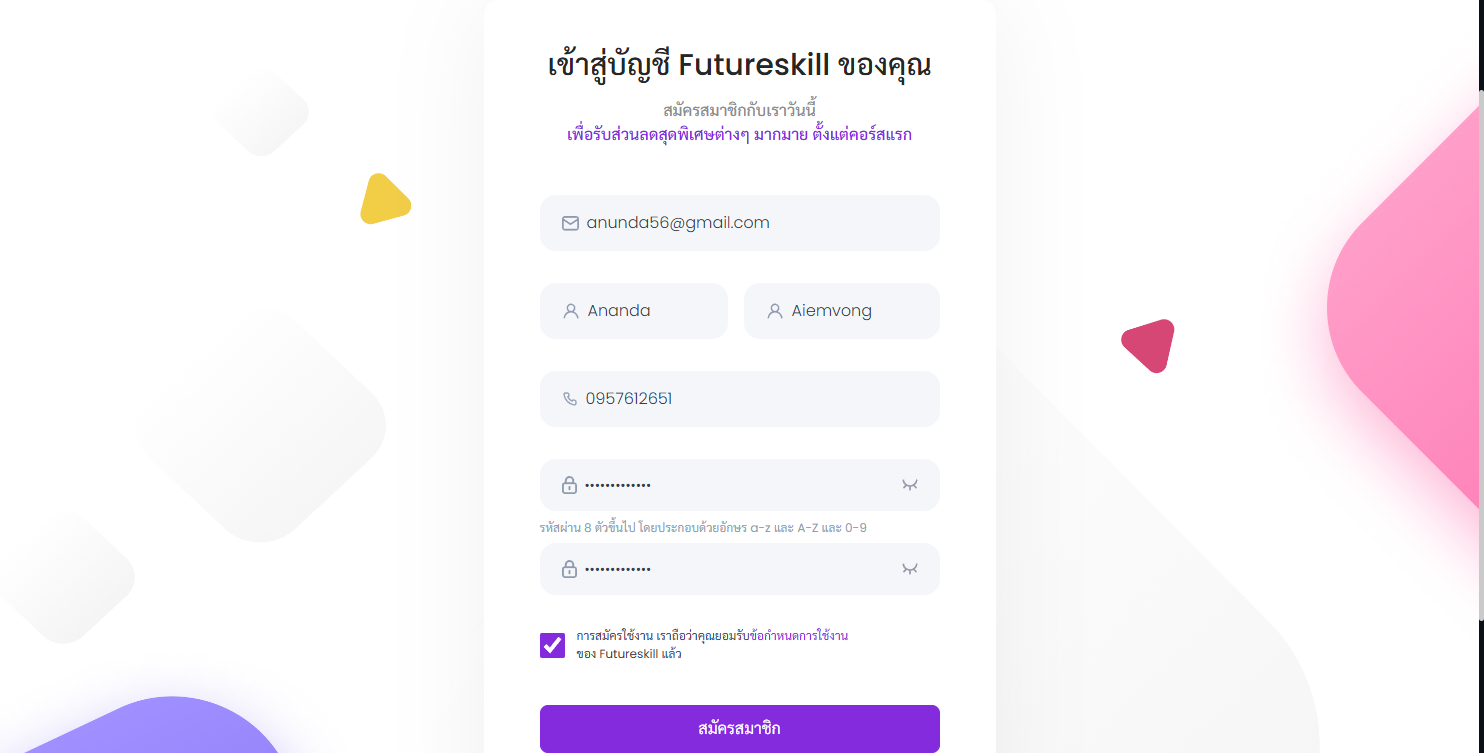 เข้าสู่บัญชี Futureskill ของคุณ
สมัครสมาชิกกับเราวันนี้
เพื่อรับส่วนลดสุดพิเศษต่างๆ มากมาย ตั้งแต่คอร์สแรก
anunda56@gmail.com
Ananda Aiemvong
0957612651
•••••••••••••
รหัสผ่าน 8 ตัวขึ้นไป โดยประกอบด้วยอักษร a-z และ A-Z และ 0-9
•••••••••••••
การสมัครใช้งาน เราถือว่าคุณยอมรับข้อกำหนดการใช้งาน
ของ Futureskill แล้ว
สมัครสมาชิก